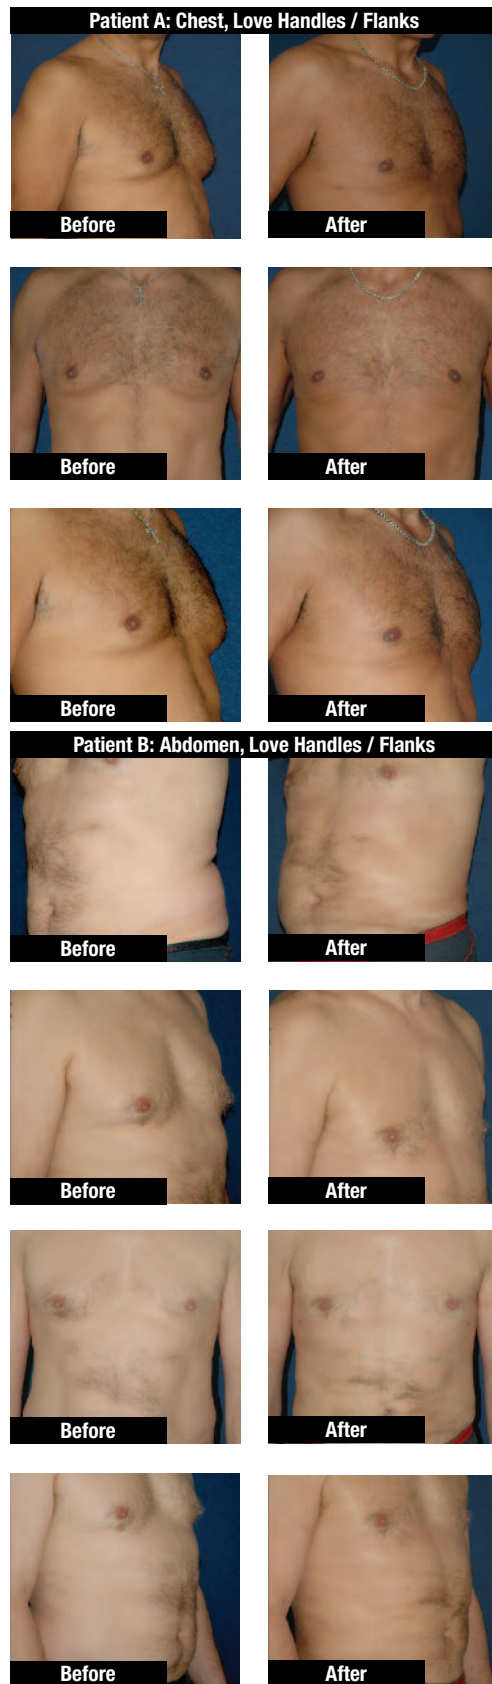 Patient A: Chest, Love Handles / Flanks
Before
After
Before
After
Before
After
Patient B: Abdomen, Love Handles / Flanks
Before
After
Before
After
Before
After
Before
After